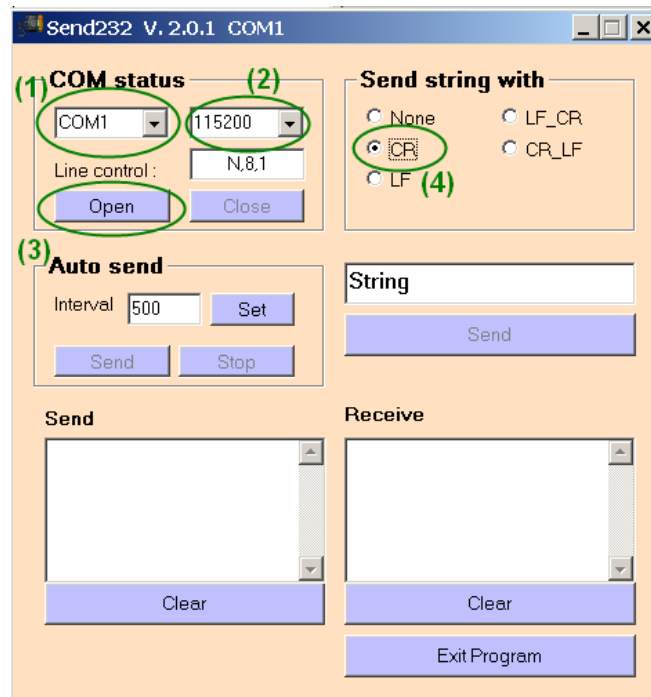 Send232 V. 2.0.1 COM1
COM status
(1)
(2)
COM1
115200
Line control :
N,8,1
Open
Close
(3)
Send string with
None
LF_CR
CR
CR_LF
LF
(4)
Auto send
Interval
500
Set
Send
Stop
String
Send
Send
Receive
Clear
Clear
Exit Program